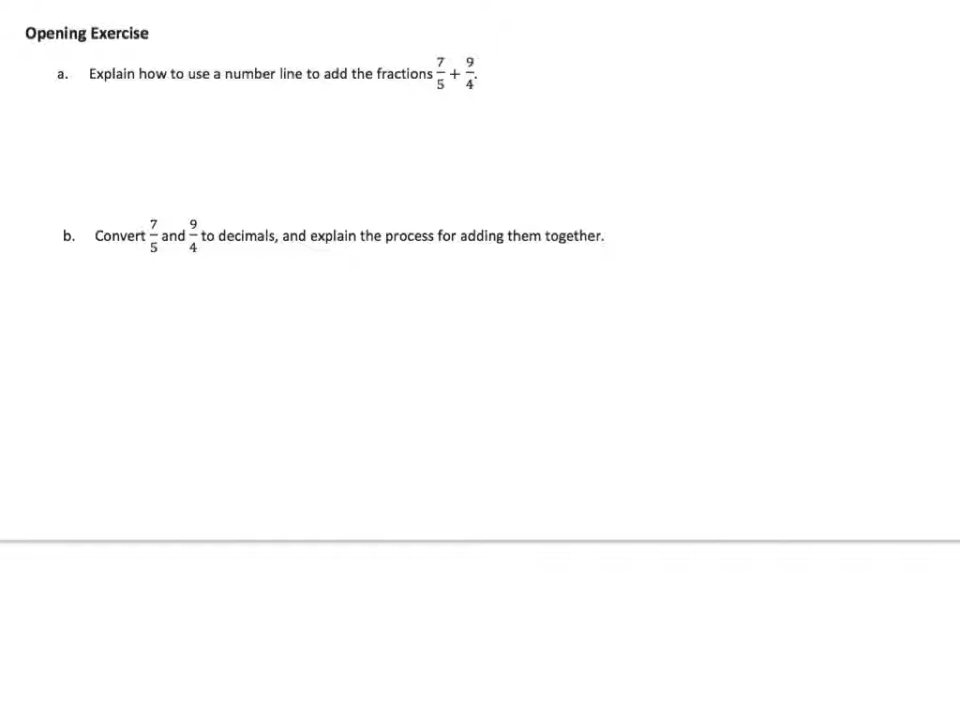 Opening Exercise
a. Explain how to use a number line to add the fractions 7/5 + 9/4.
b. Convert 7/5 and 9/4 to decimals, and explain the process for adding them together.